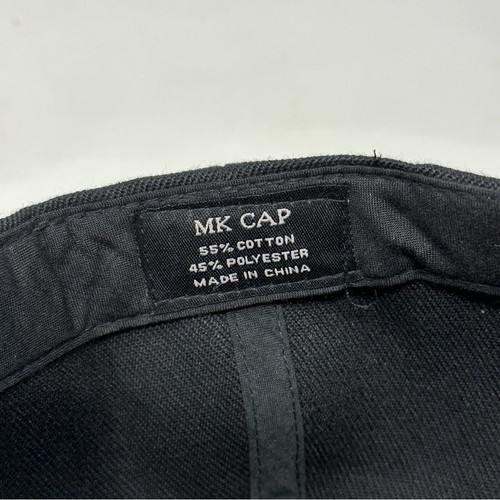 MK CAP
55% COTTON
45% POLYESTER
MADE IN CHINA